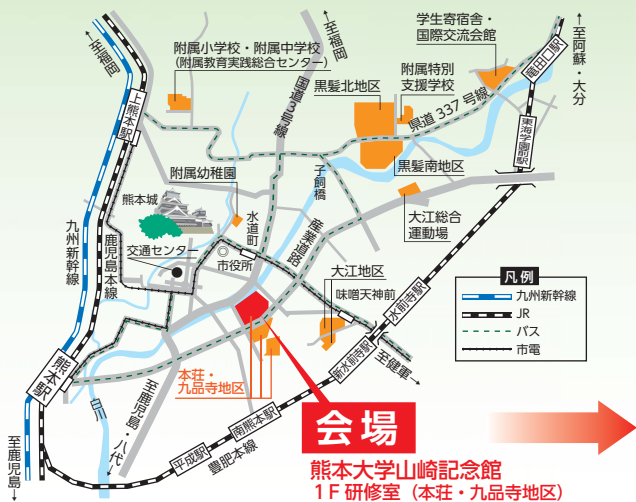 至福岡
附属小学校・附属中学校
(附属教育実践総合センター)
至福岡
国道3号線
学生寄宿舎・
国際交流会館
至阿蘇・大分
竜田口駅
黒髪北地区
附属特別
支援学校
県道337号線
東海学園前駅
上熊本駅
附属幼稚園
子飼橋
黒髪南地区
熊本城
水道町
産業道路
大江総合
運動場
九州新幹線
鹿児島本線
交通センター
市役所
大江地区
味噌天神前
水前寺駅
凡例
九州新幹線
JR
バス
市電
新水前寺駅
至健軍
熊本駅
本荘・
九品寺地区
白川
至鹿児島・八代
南熊本駅
平成駅
豊肥本線
至鹿児島
会場
熊本大学山崎記念館
1F研修室(本荘・九品寺地区)